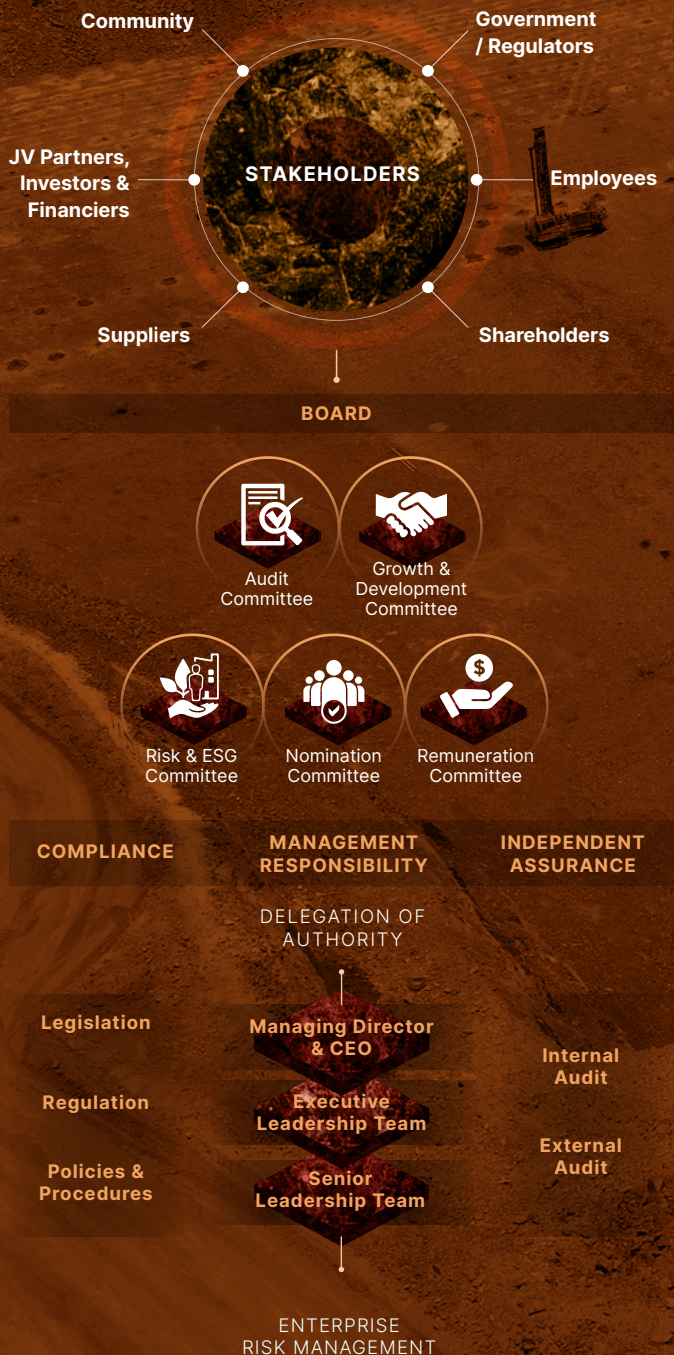 Community
Government
/ Regulators
JV Partners,
Investors &
Financiers
STAKEHOLDERS
Employees
Suppliers
Shareholders
BOARD
Audit
Committee
Growth &
Development
Committee
Risk & ESG
Committee
Nomination
Committee
Remuneration
Committee
COMPLIANCE
MANAGEMENT
RESPONSIBILITY
INDEPENDENT
ASSURANCE
DELEGATION OF
AUTHORITY
Legislation
Regulation
Policies &
Procedures
Managing Director
& CEO
Executive
Leadership Team
Senior
Leadership Team
Internal
Audit
External
Audit
ENTERPRISE
RISK MANAGEMENT